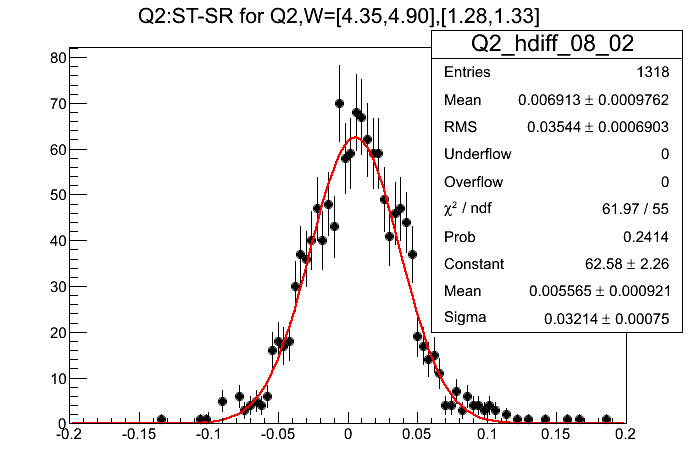 Q2:ST-SR for Q2,W=[4.35,4.90],[1.28,1.33]
Q2_hdiff_08_02
Entries 1318
Mean 0.006913 ± 0.0009762
RMS 0.03544 ± 0.0006903
Underflow 0
Overflow 0
χ² / ndf 61.97 / 55
Prob 0.2414
Constant 62.58 ± 2.26
Mean 0.005565 ± 0.000921
Sigma 0.03214 ± 0.00075
80
70
60
50
40
30
20
10
0
-0.2 -0.15 -0.1 -0.05 0 0.05 0.1 0.15 0.2